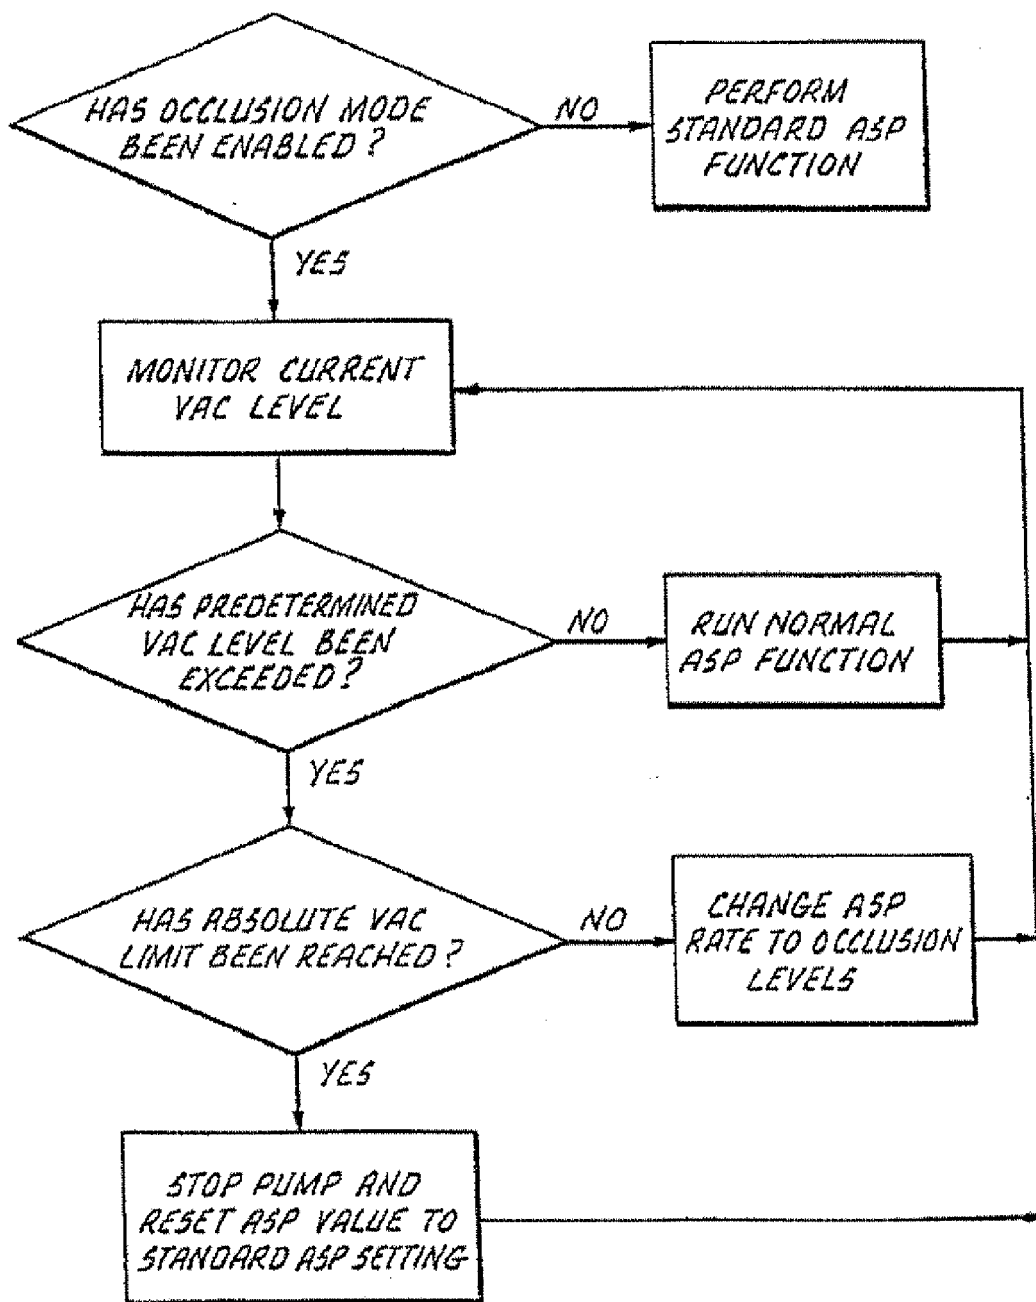 HAS OCCLUSION MODE
BEEN ENABLED?
NO
PERFORM
STANDARD ASP
FUNCTION
YES
MONITOR CURRENT
VAC LEVEL
HAS PREDETERMINED
VAC LEVEL BEEN
EXCEEDED?
NO
RUN NORMAL
ASP FUNCTION
YES
HAS ABSOLUTE VAC
LIMIT BEEN REACHED?
NO
CHANGE ASP
RATE TO OCCLUSION
LEVELS
YES
STOP PUMP AND
RESET ASP VALUE TO
STANDARD ASP SETTING